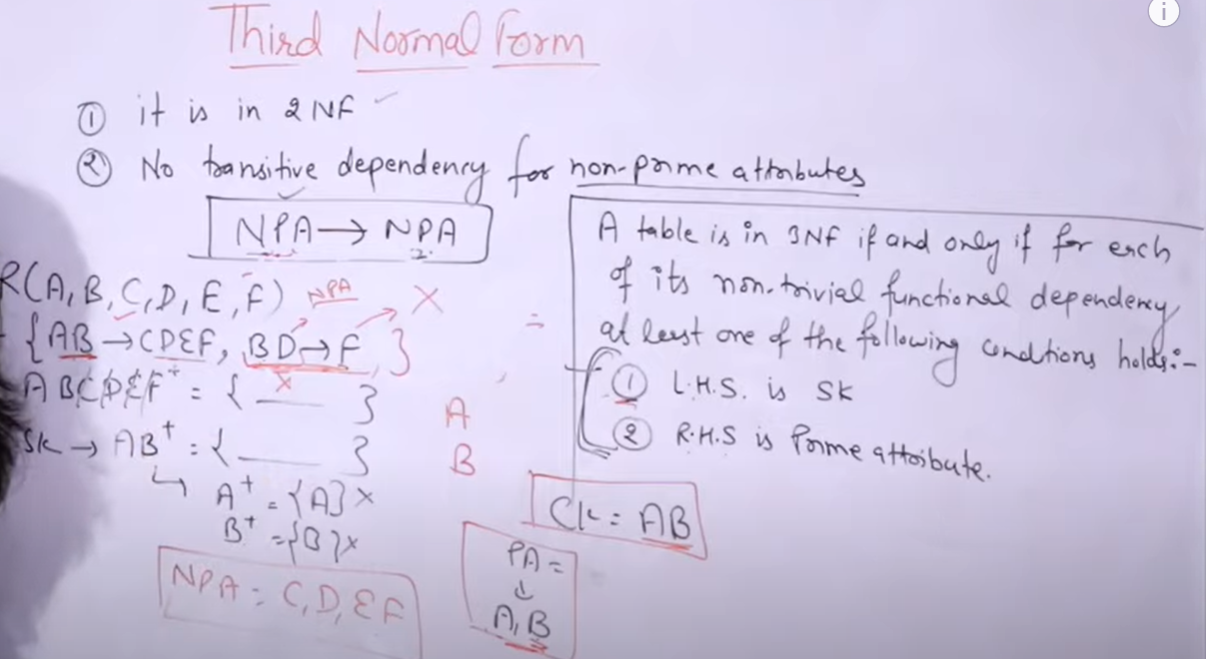 Third Normal Form
① it is in 2NF
② No transitive dependency for non-prime attributes
NPA → NPA
R(A, B, C, D, E, F)
NPA
X
{AB → CDEF, BD → F}
X
ABCDEF⁺ = { ___ }
SK → AB⁺ = { ___ }
A⁺ = {A} X
B⁺ = {B} X
NPA = C, D, E F
A
B
A table is in 3NF if and only if for each
of its non-trivial functional dependency
at least one of the following conditions holds:-
① L.H.S. is SK
② R.H.S is Prime attribute.
CK = AB
PA =
↓
A, B
i